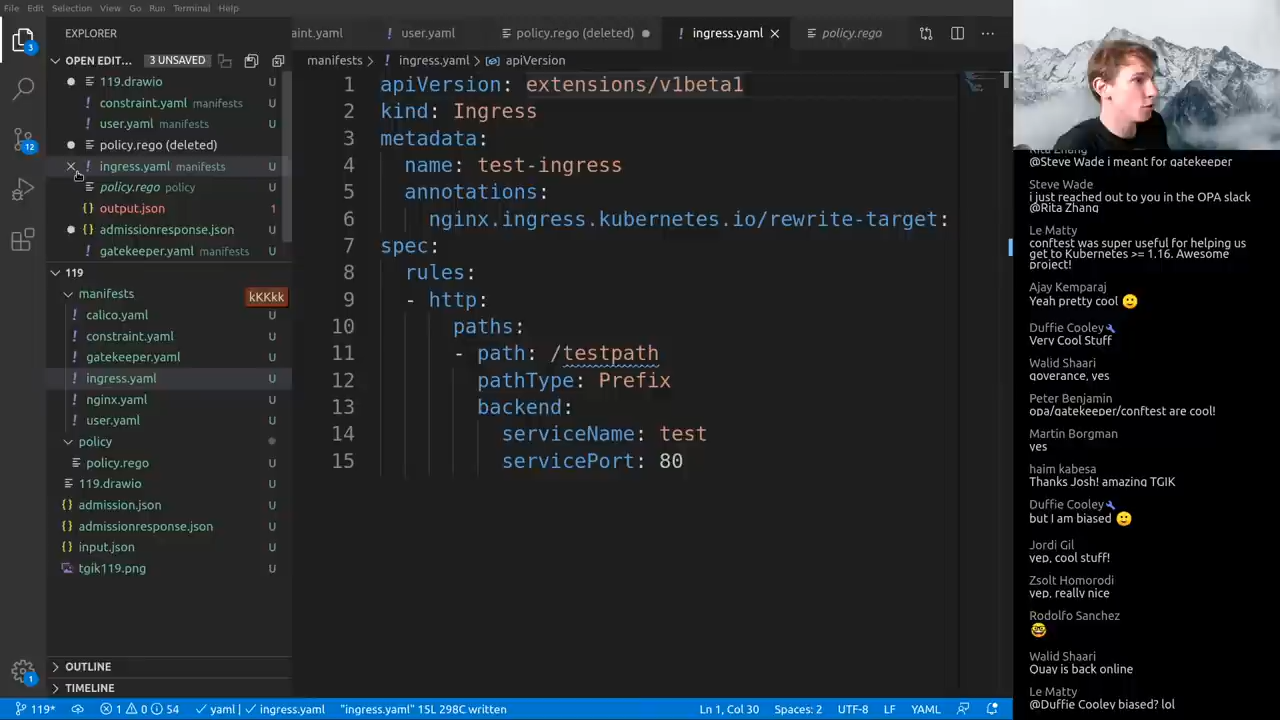 File Edit Selection View Go Run Terminal Help
EXPLORER
OPEN EDIT... 3 UNSAVED
119.drawio
! constraint.yaml manifests U
! user.yaml manifests U
policy.rego (deleted)
! ingress.yaml manifests U
policy.rego policy U
{} output.json 1
{} admissionresponse.json U
! gatekeeper.yaml manifests U
119
manifests
kKKkk
! calico.yaml U
! constraint.yaml U
! gatekeeper.yaml U
! ingress.yaml U
! nginx.yaml U
! user.yaml U
policy
policy.rego U
119.drawio U
{} admission.json U
{} admissionresponse.json U
{} input.json U
tgik119.png U
OUTLINE
TIMELINE
3
12
1
aint.yaml ! user.yaml policy.rego (deleted) ! ingress.yaml policy.rego
manifests > ! ingress.yaml > apiVersion
1 apiVersion: extensions/v1beta1
2 kind: Ingress
3 metadata:
4 name: test-ingress
5 annotations:
6 nginx.ingress.kubernetes.io/rewrite-target:
7 spec:
8 rules:
9 - http:
10 paths:
11 - path: /testpath
12 pathType: Prefix
13 backend:
14 serviceName: test
15 servicePort: 80
119* 1 0 54 yaml | ingress.yaml "ingress.yaml" 15L 298C written Ln 1, Col 30 Spaces: 2 UTF-8 LF YAML
Rita Zhang
@Steve Wade i meant for gatekeeper
Steve Wade
i just reached out to you in the OPA slack
@Rita Zhang
Le Matty
conftest was super useful for helping us
get to Kubernetes >= 1.16. Awesome
project!
Ajay Kemparaj
Yeah pretty cool 🙂
Duffie Cooley
Very Cool Stuff
Walid Shaari
goverance, yes
Peter Benjamin
opa/gatekeeper/conftest are cool!
Martin Borgman
yes
haim kabesa
Thanks Josh! amazing TGIK
Duffie Cooley
but I am biased 🙂
Jordi Gil
yep, cool stuff!
Zsolt Homorodi
yep, really nice
Rodolfo Sanchez
🤓
Walid Shaari
Quay is back online
Le Matty
@Duffie Cooley biased? lol